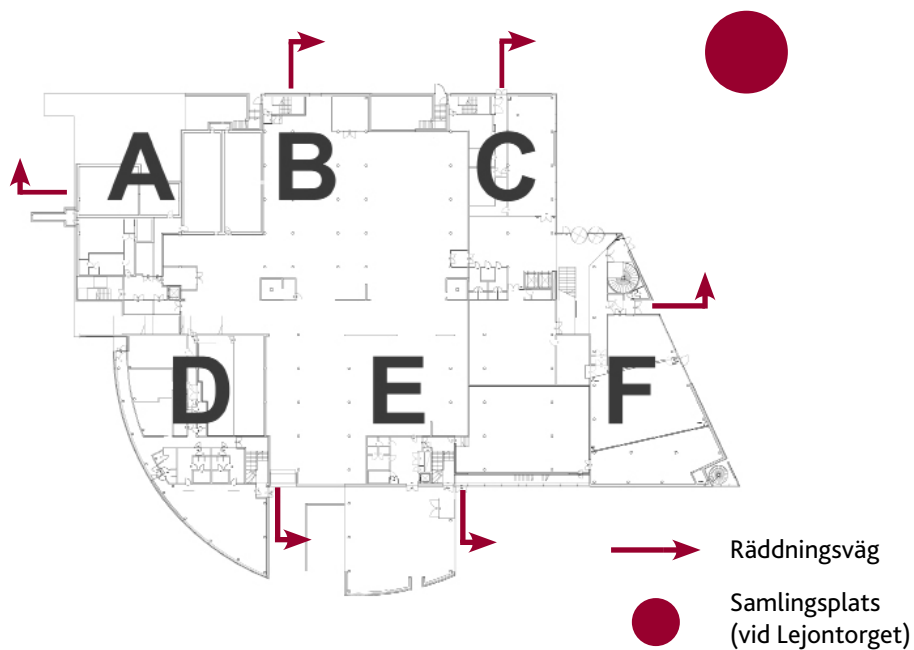 A B C
D E F
Räddningsväg
Samlingsplats
(vid Lejontorget)